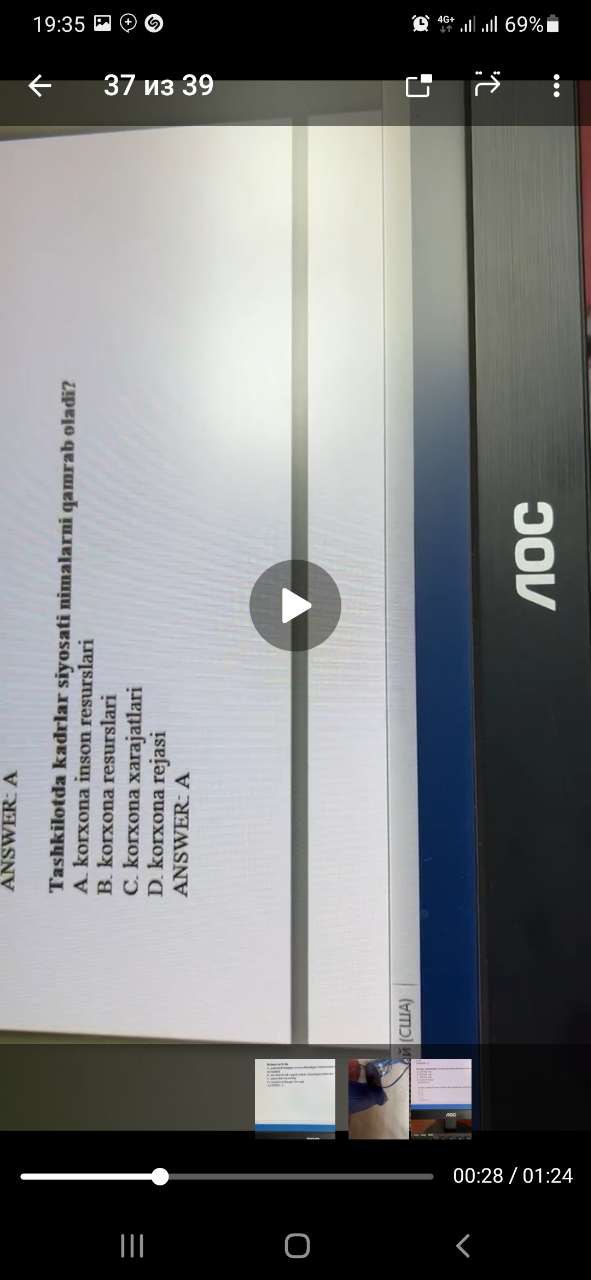 19:35
4G+
69%
37 из 39
ANSWER: A
Tashkilotda kadrlar siyosati nimalarni qamrab oladi?
A. korxona inson resurslari
B. korxona resurslari
C. korxona xarajatlari
D. korxona rejasi
ANSWER: A
й (США)
AOC
00:28 / 01:24